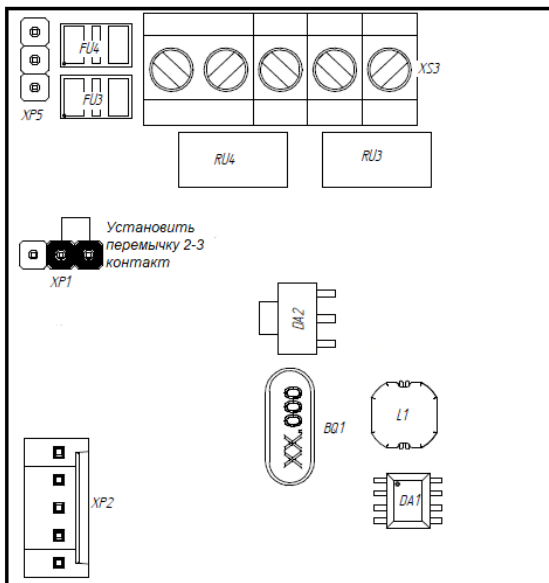 FU4
XS3
FU3
XP5
RU4
RU3
Установить
перемычку 2-3
контакт
XP1
DA2
XX.000
BQ1
L1
XP2
DA1